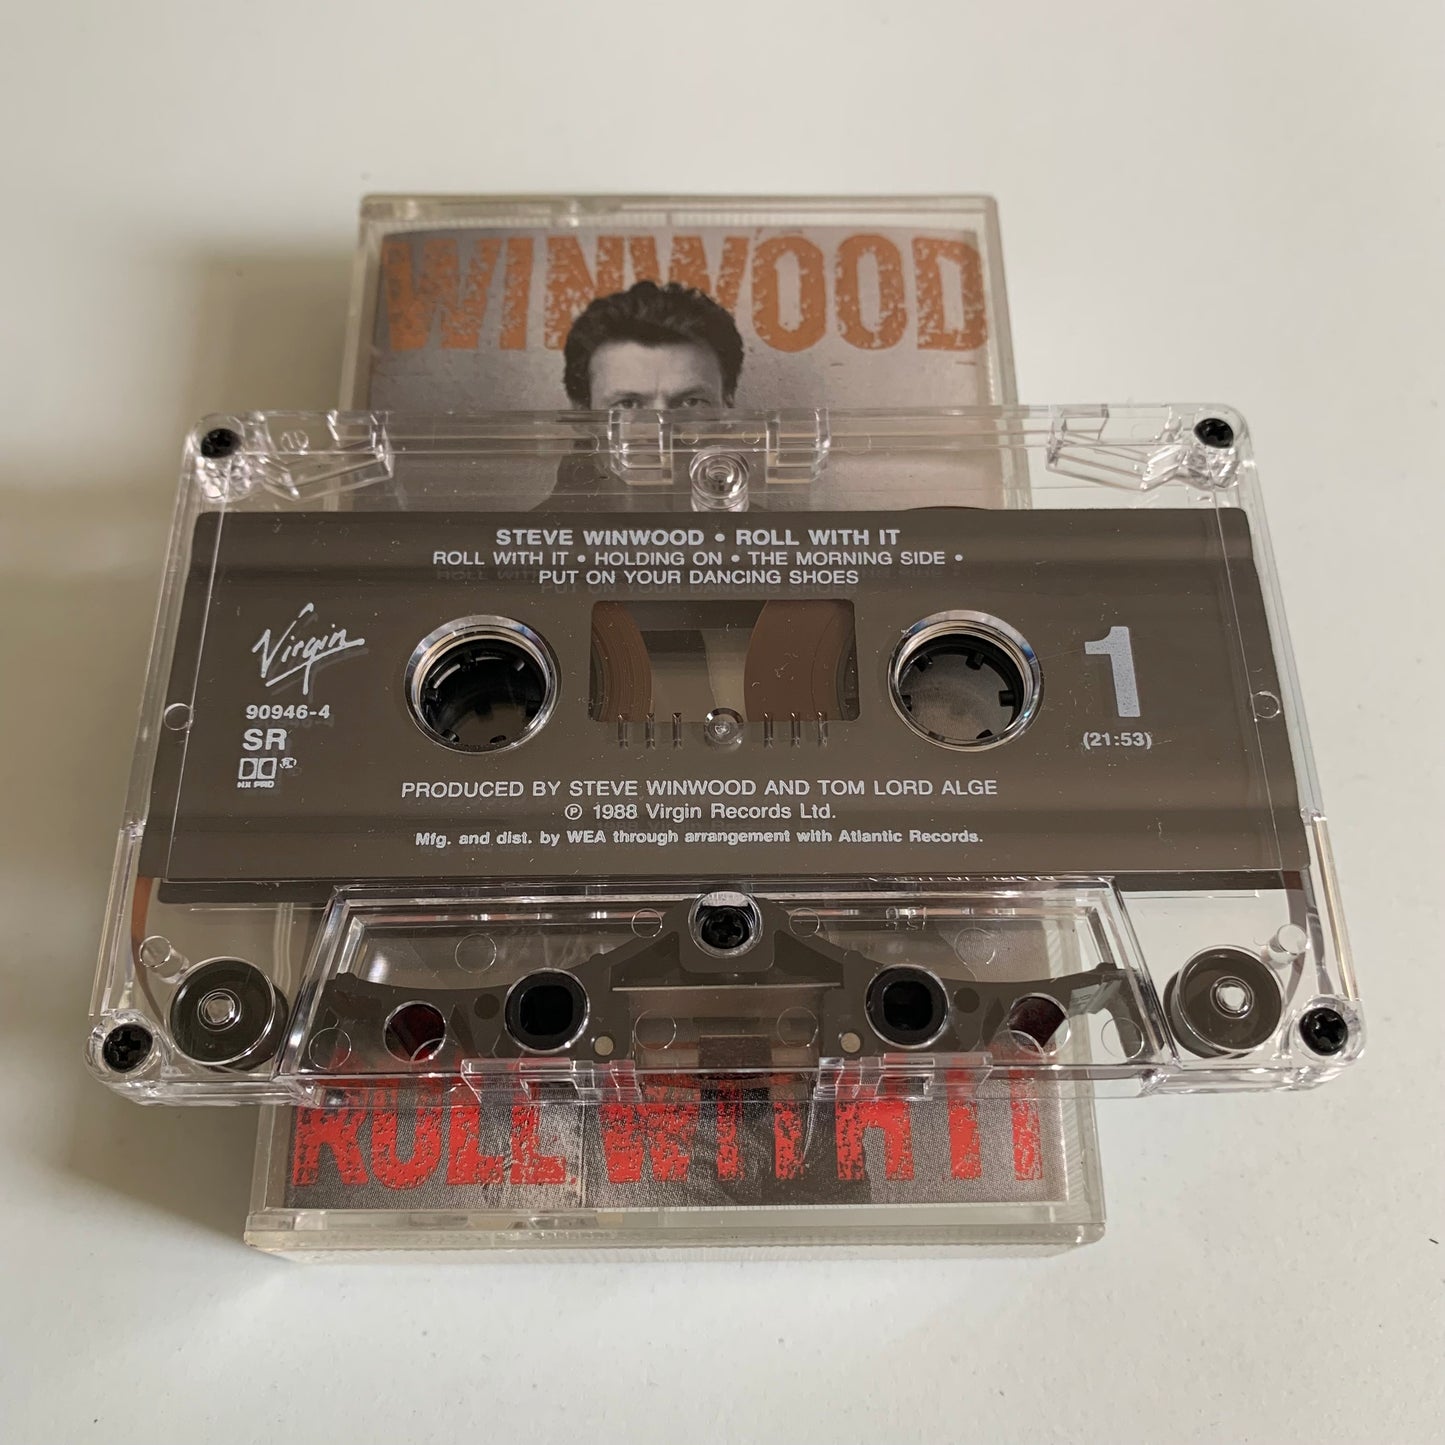 WINWOOD
STEVE WINWOOD • ROLL WITH IT
ROLL WITH IT • HOLDING ON • THE MORNING SIDE •
PUT ON YOUR DANCING SHOES
Virgin
1
90946-4
SR
(21:53)
HX PRO
PRODUCED BY STEVE WINWOOD AND TOM LORD ALGE
℗ 1988 Virgin Records Ltd.
Mfg. and dist. by WEA through arrangement with Atlantic Records.
ROLL WITH IT